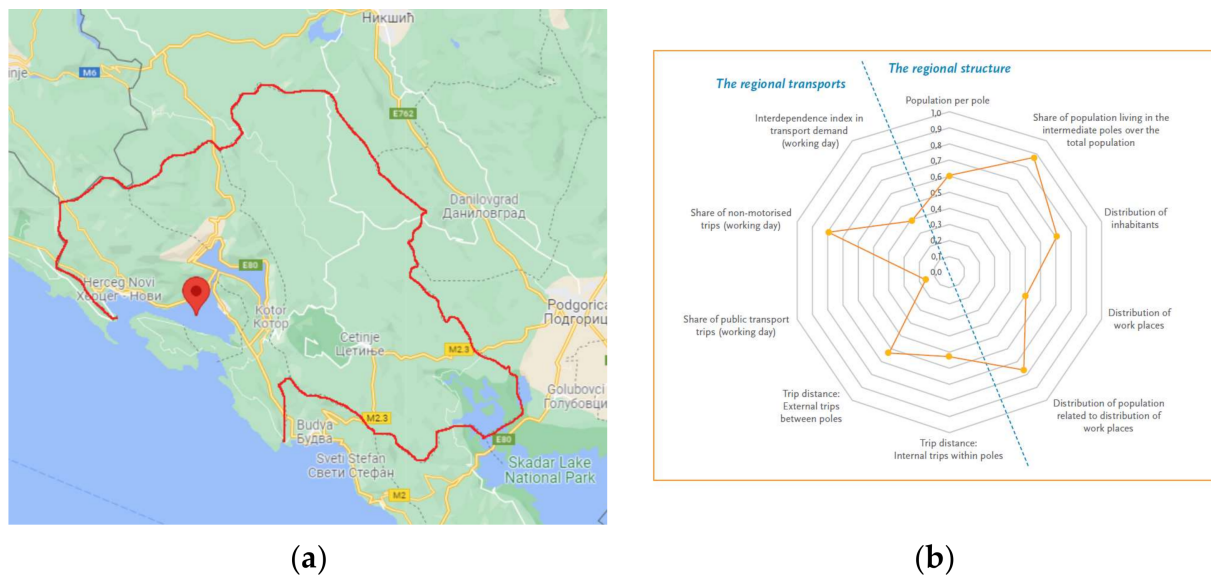 Никшић
inje
M6
E762
Danilovgrad
Даниловград
Herceg Novi
Херцег - Нови
E80
Kotor
Котор
Podgorica
Подгориц
Cetinje
Цетиње
M2.3
Golubovci
Голубовци
Budva
Будва
M2.3
E80
Sveti Stefan
Свети Стефан
Skadar Lake
National Park
M2
(a)
The regional transports
The regional structure
Population per pole
Interdependence index in
transport demand
(working day)
Share of population living in the
intermediate poles over the
total population
1,0
0,9
0,8
0,7
0,6
0,5
0,4
0,3
0,2
0,1
0,0
Share of non-motorised
trips (working day)
Distribution of
inhabitants
Share of public transport
trips (working day)
Distribution of
work places
Trip distance:
External trips
between poles
Distribution of population
related to distribution of
work places
Trip distance:
Internal trips within poles
(b)